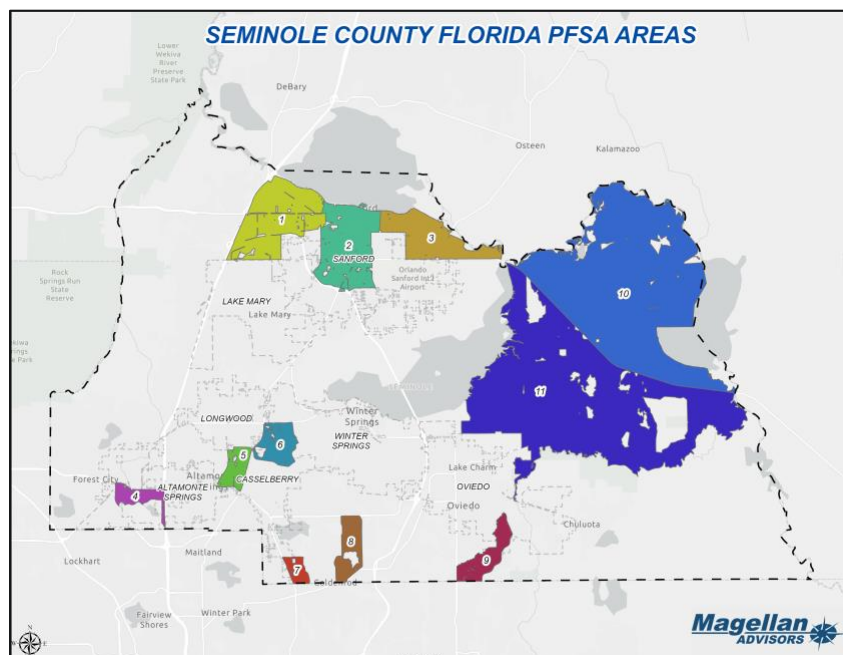 SEMINOLE COUNTY FLORIDA PFSA AREAS
Lower
Wekiva
River
Preserve
State Park
DeBary
Osteen
Kalamazoo
1
2
SANFORD
3
Orlando
Sanford Int'l
Airport
Rock
Springs Run
State
Reserve
10
LAKE MARY
Lake Mary
11
LONGWOOD
Winter
Springs
WINTER
SPRINGS
6
5
CASSELBERRY
Forest City
ALTAMONTE
SPRINGS
4
Lake Charm
OVIEDO
Oviedo
Chuluota
Lockhart
Maitland
7
8
9
Goldenrod
Winter Park
Fairview
Shores
N
E
Magellan
ADVISORS